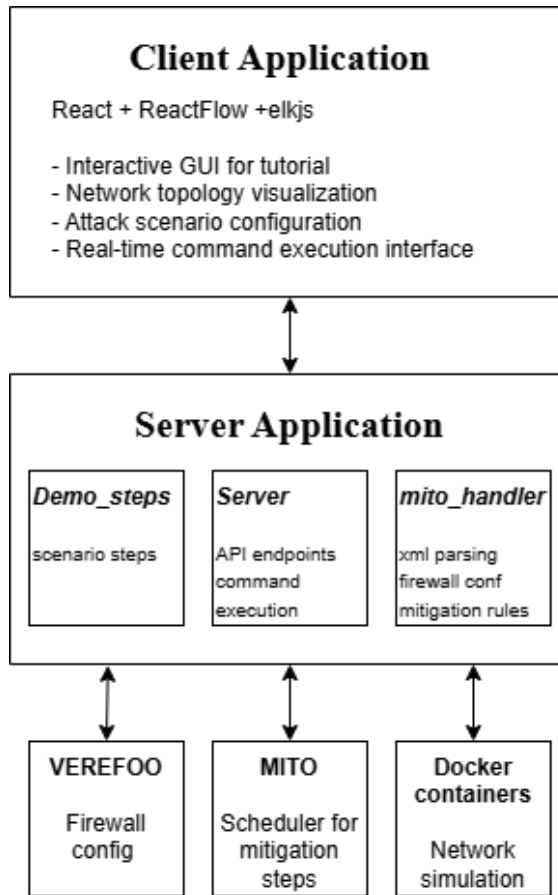 Client Application
React + ReactFlow +elkjs
- Interactive GUI for tutorial
- Network topology visualization
- Attack scenario configuration
- Real-time command execution interface
Server Application
Demo_steps
scenario steps
Server
API endpoints
command
execution
mito_handler
xml parsing
firewall conf
mitigation rules
VEREFOO
Firewall
config
MITO
Scheduler for
mitigation
steps
Docker
containers
Network
simulation